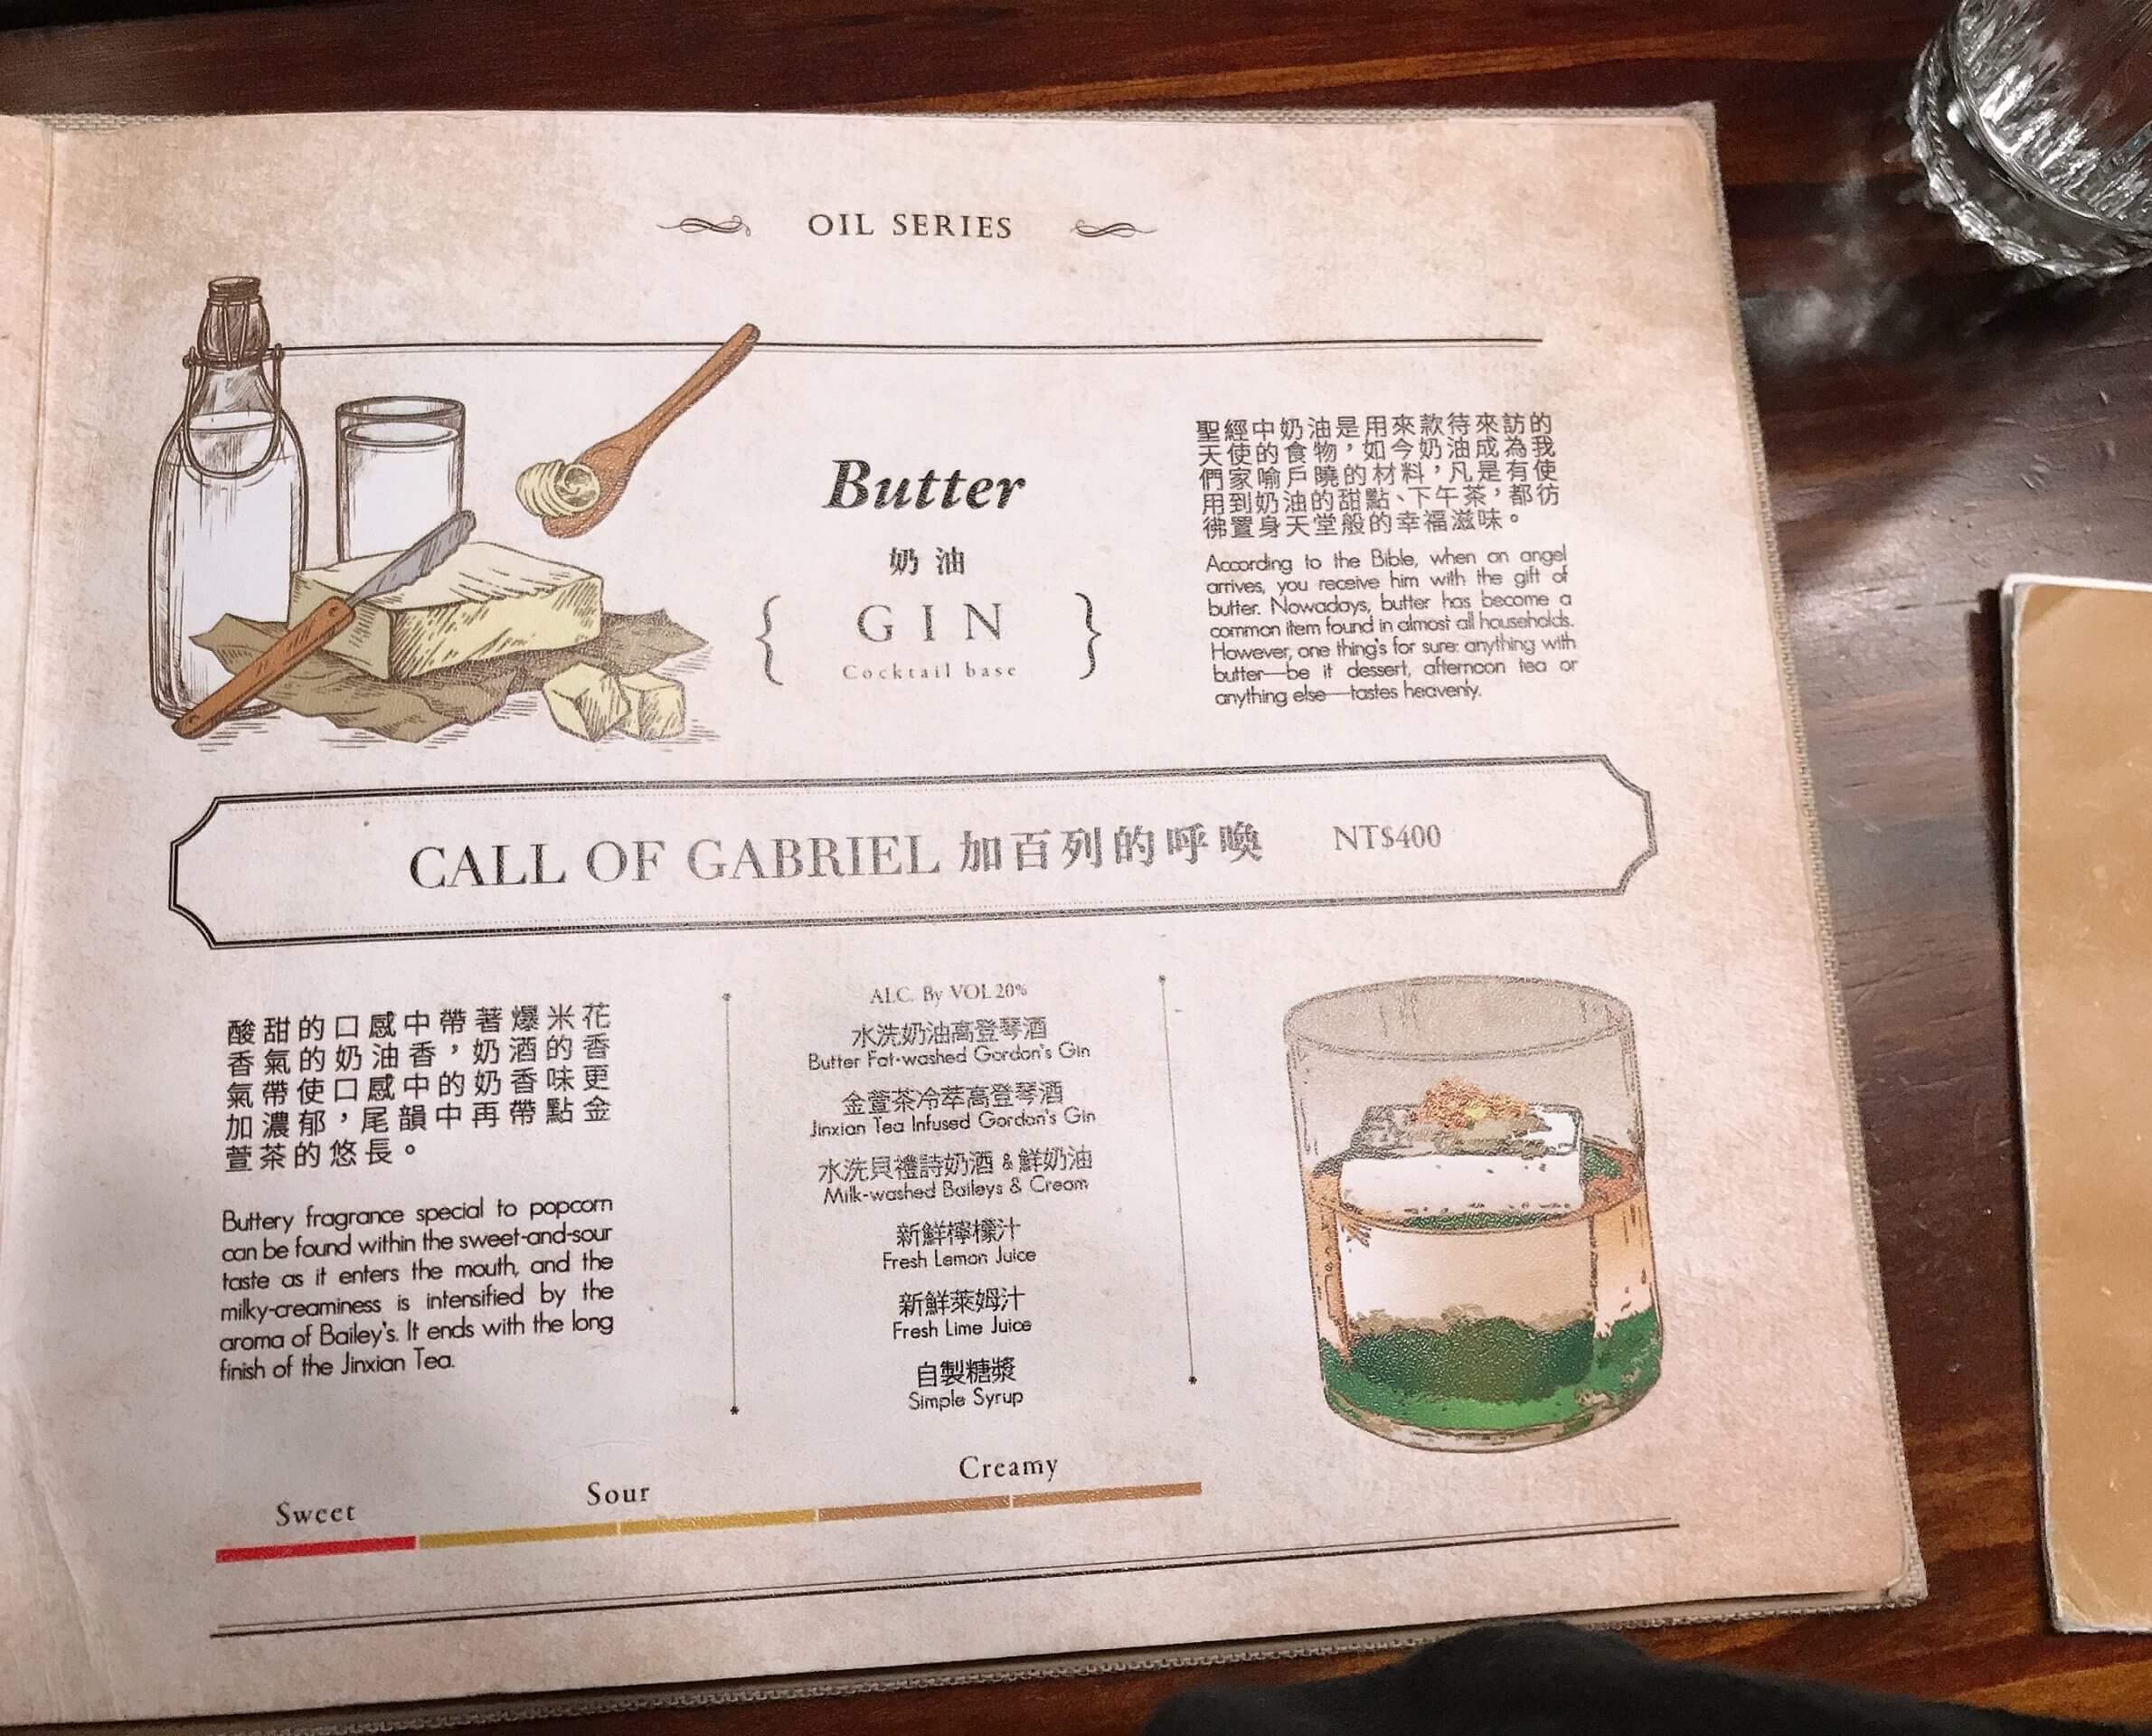 OIL SERIES
Butter
奶油
{ GIN }
Cocktail base
聖經中奶油是用來款待來訪的
天使的食物，如今奶油成為我
們家喻戶曉的材料，凡是有使
用到奶油的甜點、下午茶，都彷
彿置身天堂般的幸福滋味。
According to the Bible, when an angel
arrives, you receive him with the gift of
butter. Nowadays, butter has become a
common item found in almost all households.
However, one thing's for sure: anything with
butter—be it dessert, afternoon tea or
anything else—tastes heavenly.
CALL OF GABRIEL 加百列的呼喚 NT$400
酸甜的口感中帶著爆米花
香氣的奶油香，奶酒的香
氣帶使口感中的奶香味更
加濃郁，尾韻中再帶點金
萱茶的悠長。
Buttery fragrance special to popcorn
can be found within the sweet-and-sour
taste as it enters the mouth, and the
milky-creaminess is intensified by the
aroma of Bailey's. It ends with the long
finish of the Jinxian Tea.
ALC. By VOL 20%
水洗奶油高登琴酒
Butter Fat-washed Gordon's Gin
金萱茶冷萃高登琴酒
Jinxian Tea Infused Gordon's Gin
水洗貝禮詩奶酒 & 鮮奶油
Milk-washed Baileys & Cream
新鮮檸檬汁
Fresh Lemon Juice
新鮮萊姆汁
Fresh Lime Juice
自製糖漿
Simple Syrup
Sweet
Sour
Creamy